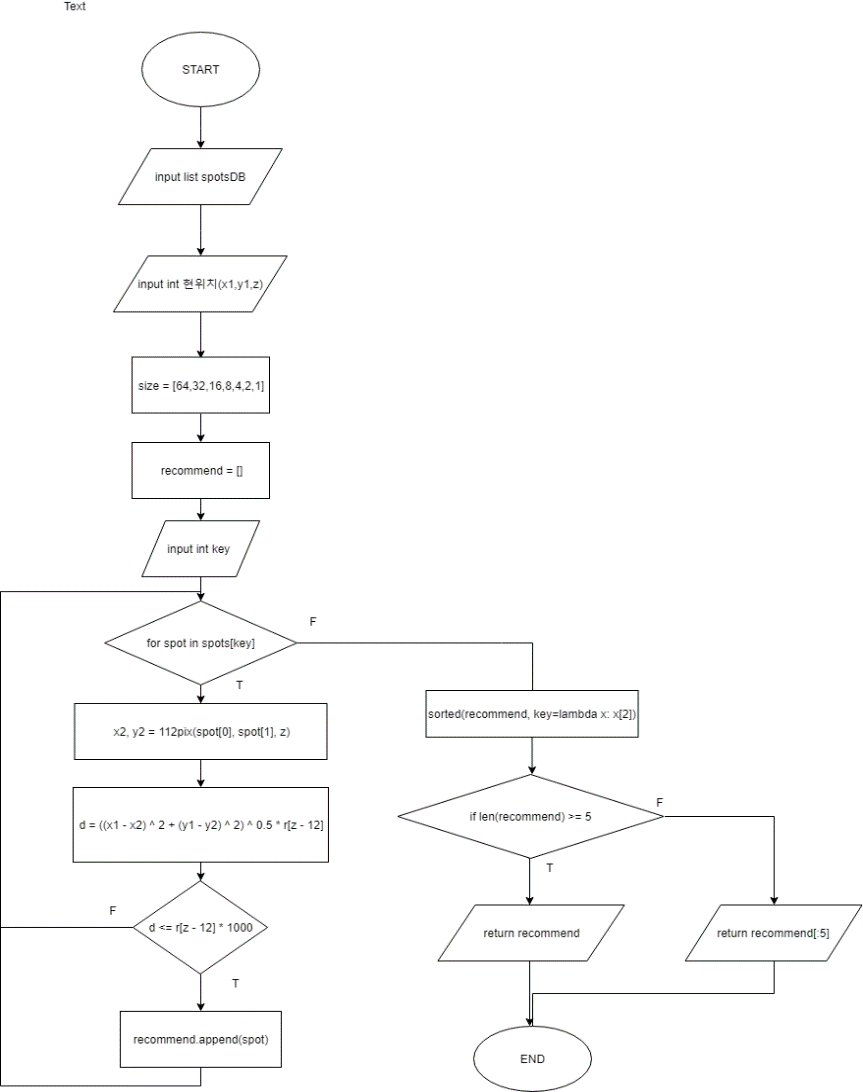 Text
START
input list spotsDB
input int 현위치(x1,y1,z)
size = [64,32,16,8,4,2,1]
recommend = []
input int key
for spot in spots[key]
F
T
x2, y2 = 112pix(spot[0], spot[1], z)
d = ((x1 - x2) ^ 2 + (y1 - y2) ^ 2) ^ 0.5 * r[z - 12]
d <= r[z - 12] * 1000
F
T
recommend.append(spot)
sorted(recommend, key=lambda x: x[2])
if len(recommend) >= 5
F
T
return recommend
return recommend[:5]
END